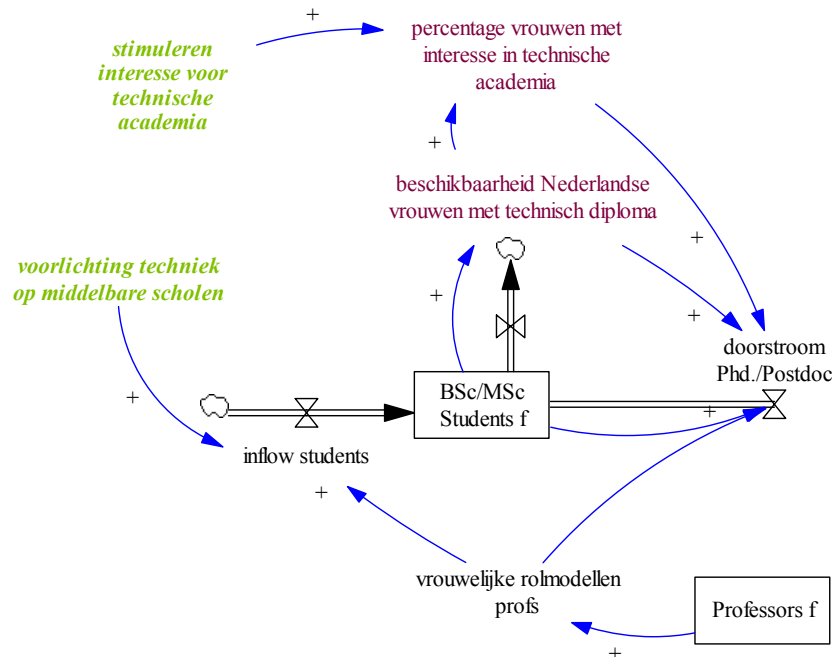 +
percentage vrouwen met
interesse in technische
academia
stimuleren
interesse voor
technische
academia
+
beschikbaarheid Nederlandse
vrouwen met technisch diploma
+
voorlichting techniek
op middelbare scholen
+
+
doorstroom
Phd./Postdoc
+
BSc/MSc
Students f
+
inflow students
+
vrouwelijke rolmodellen
profs
Professors f
+